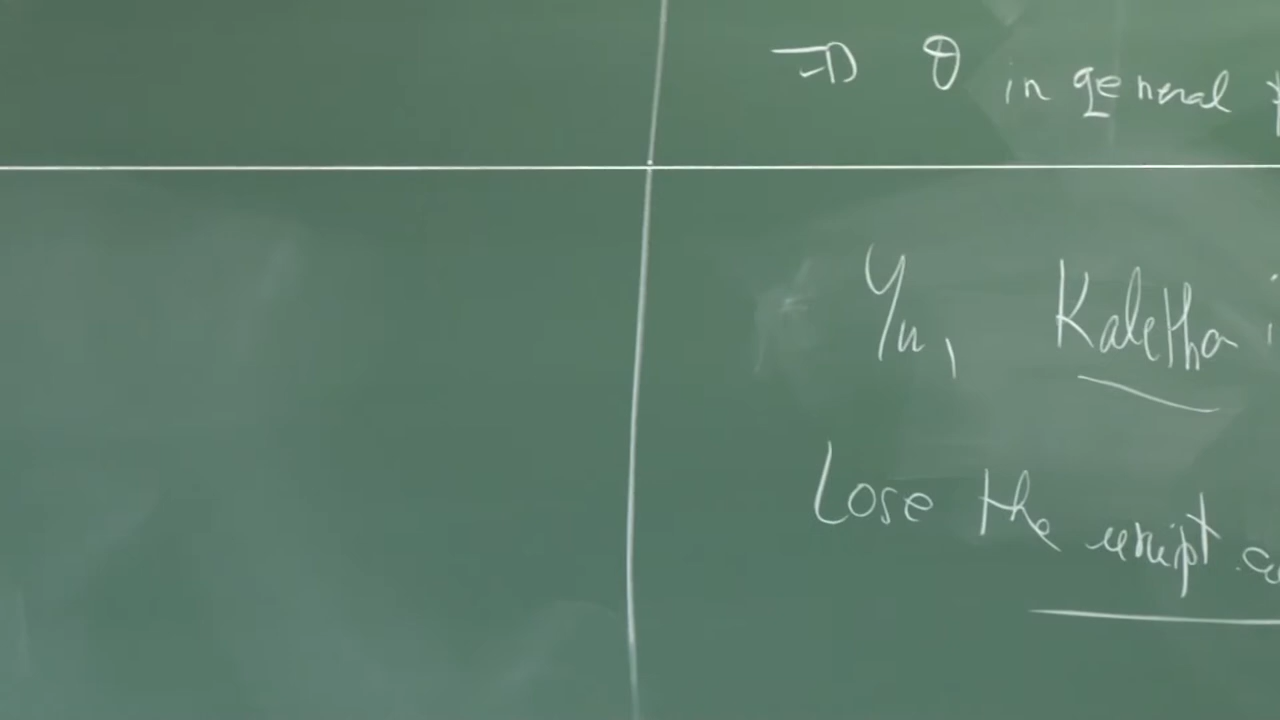 ⇒ θ in general
Yu, Kaletha
Lose the